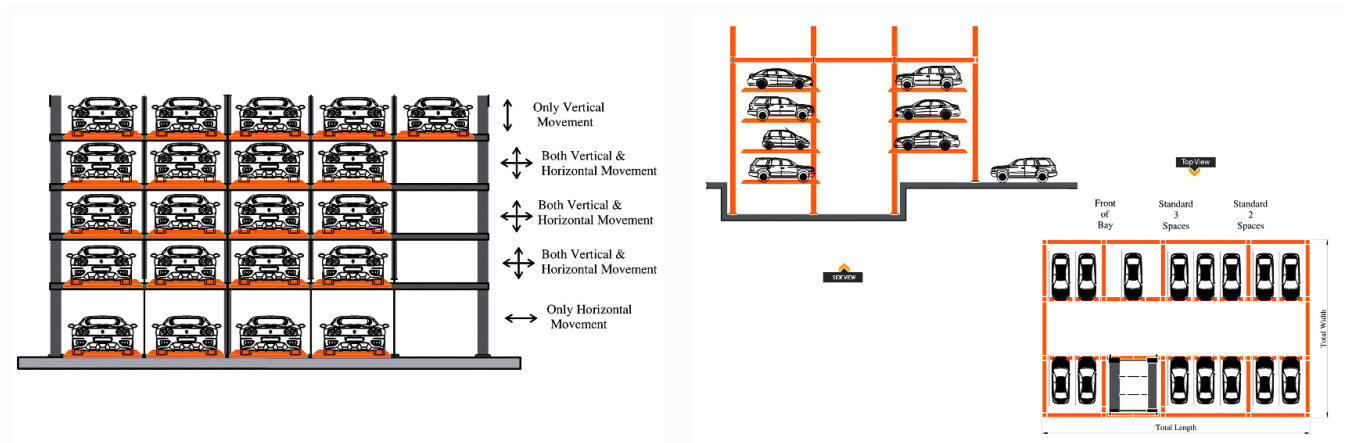 Only Vertical
Movement
Both Vertical &
Horizontal Movement
Both Vertical &
Horizontal Movement
Both Vertical &
Horizontal Movement
Only Horizontal
Movement
SIDE VIEW
Top View
Front
of
Bay
Standard
3
Spaces
Standard
2
Spaces
Total Width
Total Length